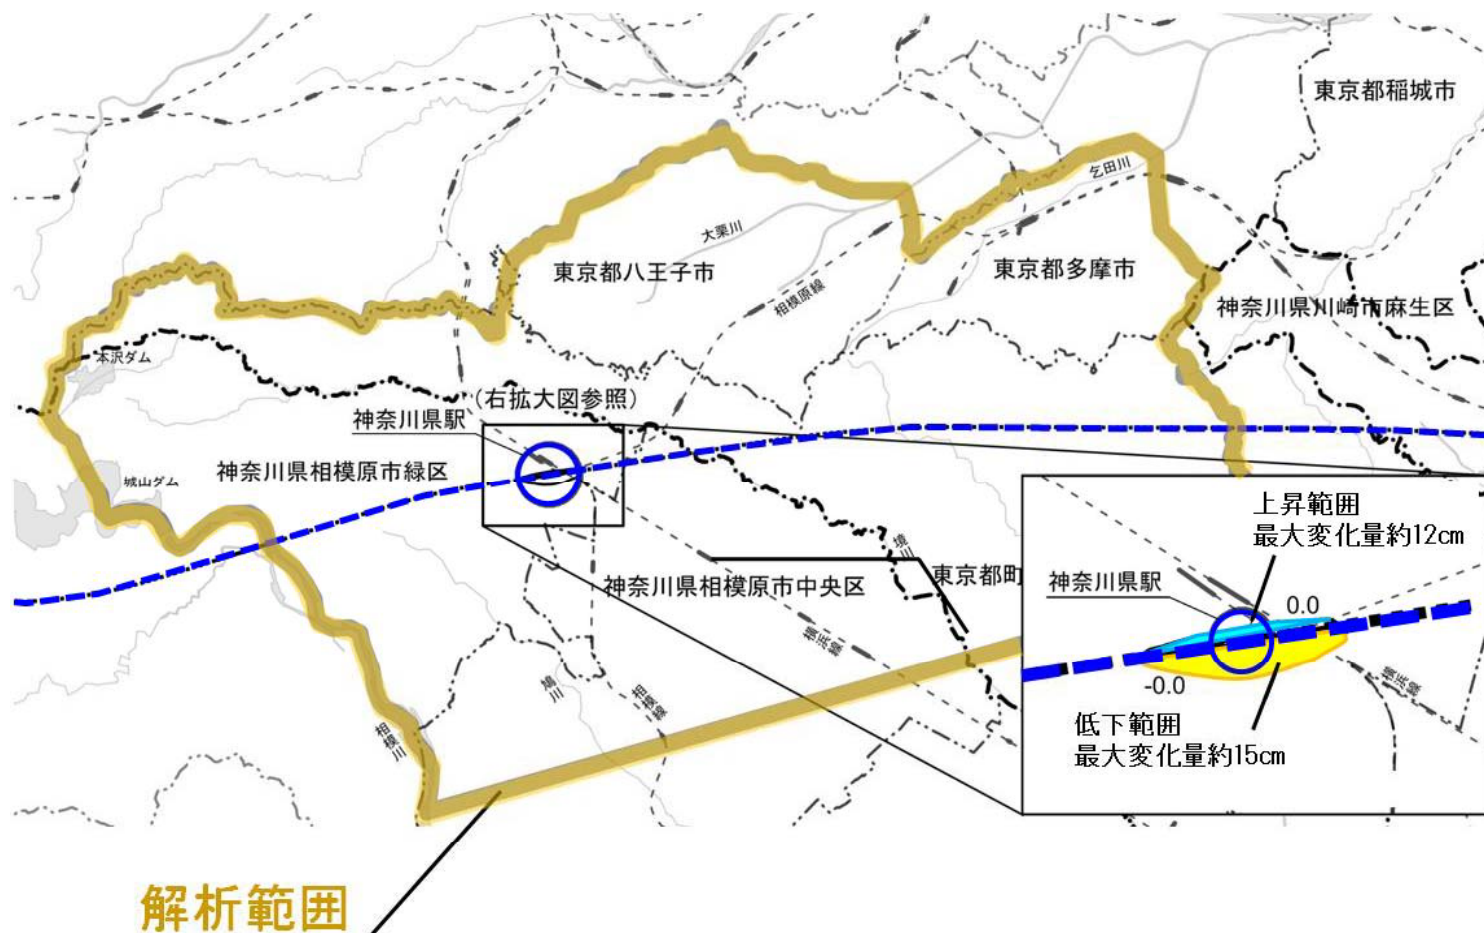 東京都稲城市
乞田川
大栗川
東京都八王子市
東京都多摩市
相模原線
神奈川県川崎市麻生区
本沢ダム
(右拡大図参照)
神奈川県駅
神奈川県相模原市緑区
城山ダム
上昇範囲
最大変化量約12cm
境川
神奈川県相模原市中央区
東京都町
神奈川県駅
0.0
横浜線
-0.0
横浜線
鳩川
相模線
相模川
低下範囲
最大変化量約15cm
解析範囲